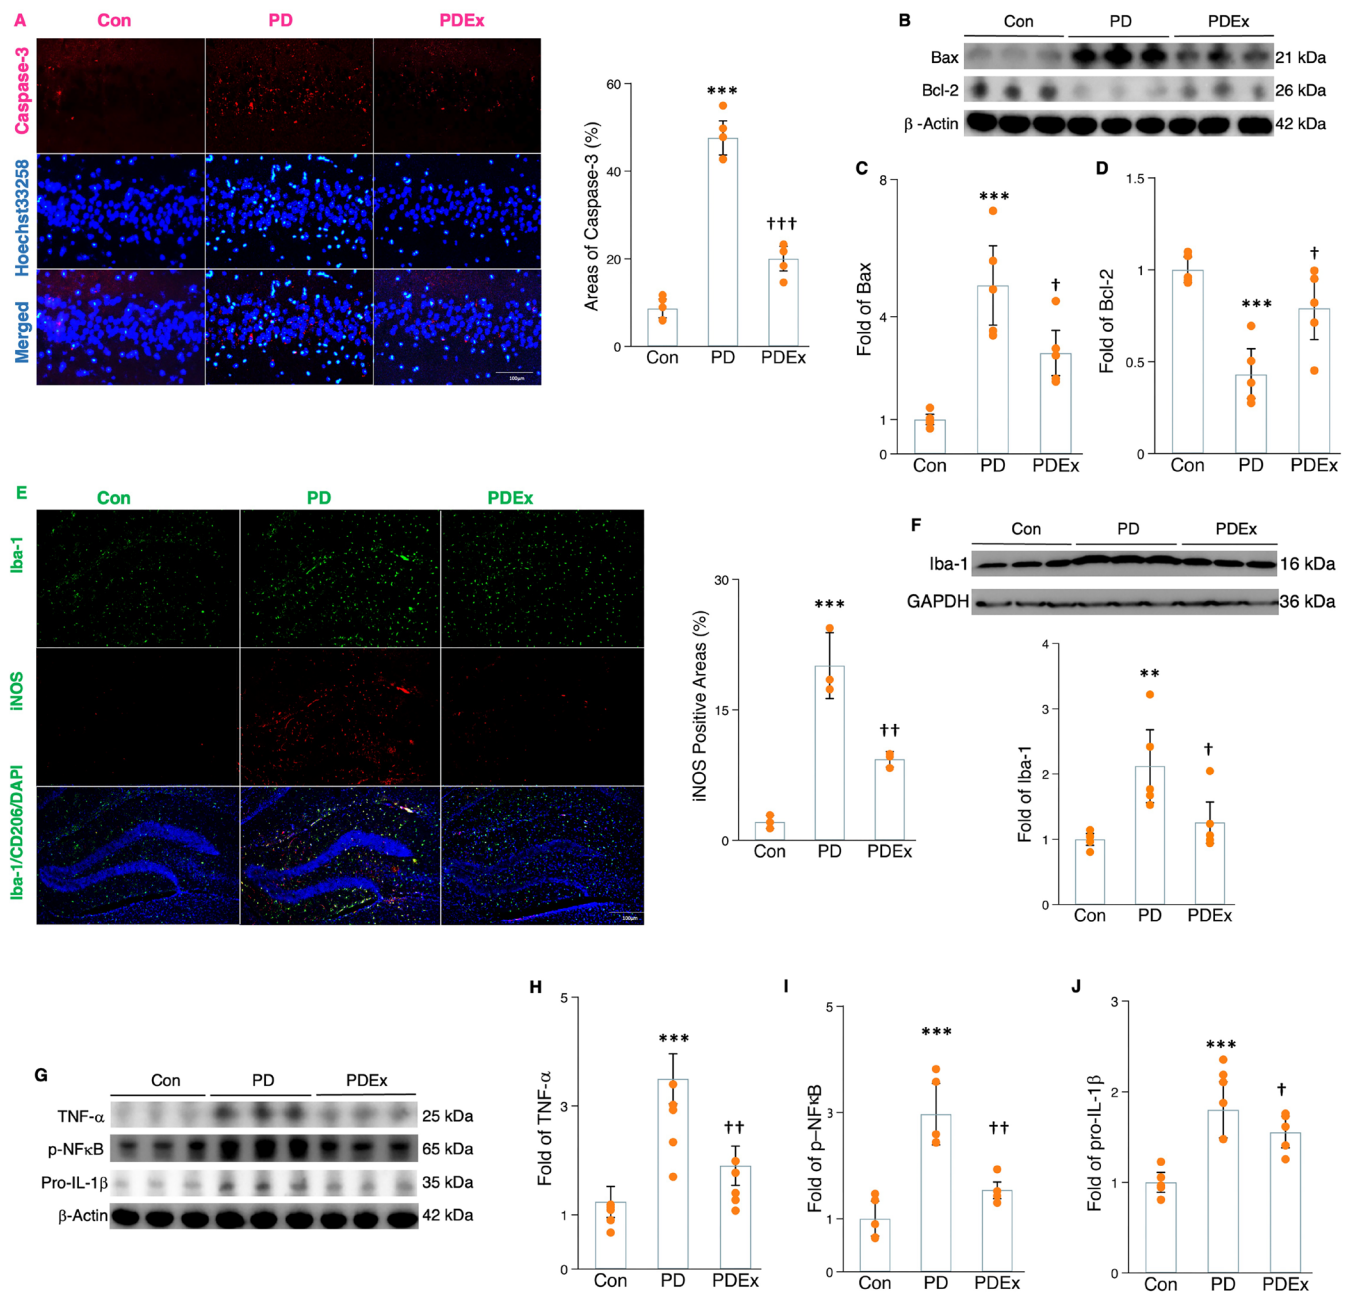 A
Con PD PDEx
Caspase-3
Hoechst33258
Merged
100μm
Areas of Caspase-3 (%)
60
40
20
0
***
†††
Con PD PDEx
B
Con PD PDEx
Bax 21 kDa
Bcl-2 26 kDa
β -Actin 42 kDa
C
Fold of Bax
8
4
1
0
***
†
Con PD PDEx
D
Fold of Bcl-2
1.5
1
0.5
0
***
†
Con PD PDEx
E
Con PD PDEx
Iba-1
iNOS
Iba-1/CD206/DAPI
100μm
iNOS Positive Areas (%)
30
15
0
***
††
Con PD PDEx
F
Con PD PDEx
Iba-1 16 kDa
GAPDH 36 kDa
Fold of Iba-1
4
3
2
1
0
**
†
Con PD PDEx
G
Con PD PDEx
TNF-α 25 kDa
p-NFκB 65 kDa
Pro-IL-1β 35 kDa
β-Actin 42 kDa
H
Fold of TNF-α
5
3
1
0
***
††
Con PD PDEx
I
Fold of p–NFκB
5
3
1
0
***
††
Con PD PDEx
J
Fold of pro-IL-1β
3
2
1
0
***
†
Con PD PDEx